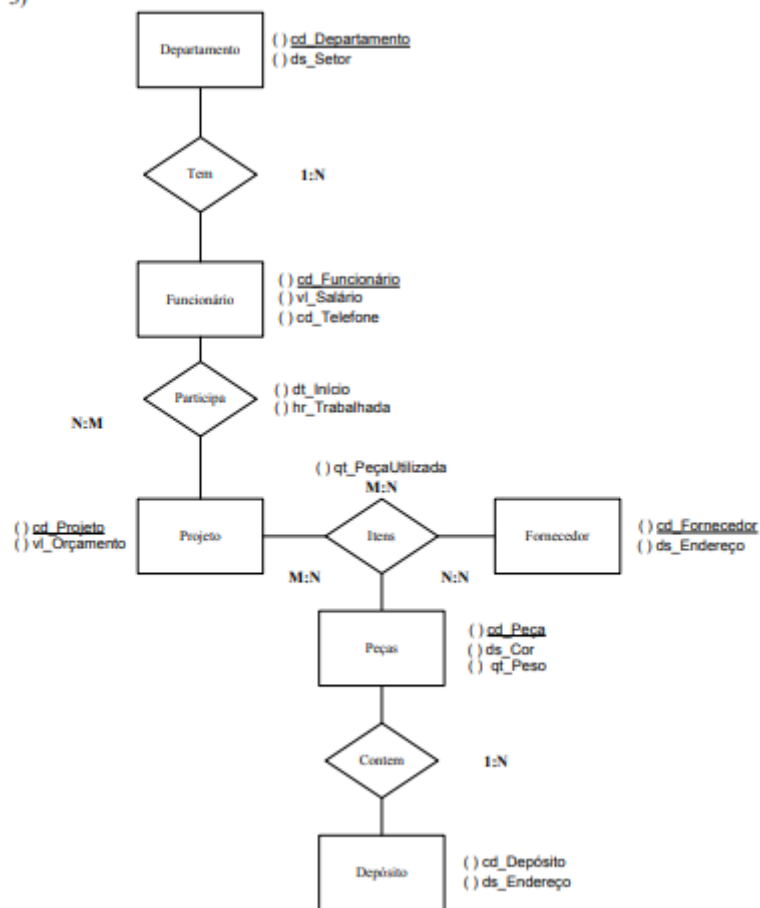 3)
Departamento
( ) cd_Departamento
( ) ds_Setor
Tem
1:N
Funcionário
( ) cd_Funcionário
( ) vl_Salário
( ) cd_Telefone
Participa
( ) dt_Início
( ) hr_Trabalhada
N:M
( ) qt_PeçaUtilizada
M:N
( ) cd_Projeto
( ) vl_Orçamento
Projeto
Itens
Fornecedor
( ) cd_Fornecedor
( ) ds_Endereço
M:N
N:N
Peças
( ) cd_Peça
( ) ds_Cor
( ) qt_Peso
Contem
1:N
Depósito
( ) cd_Depósito
( ) ds_Endereço